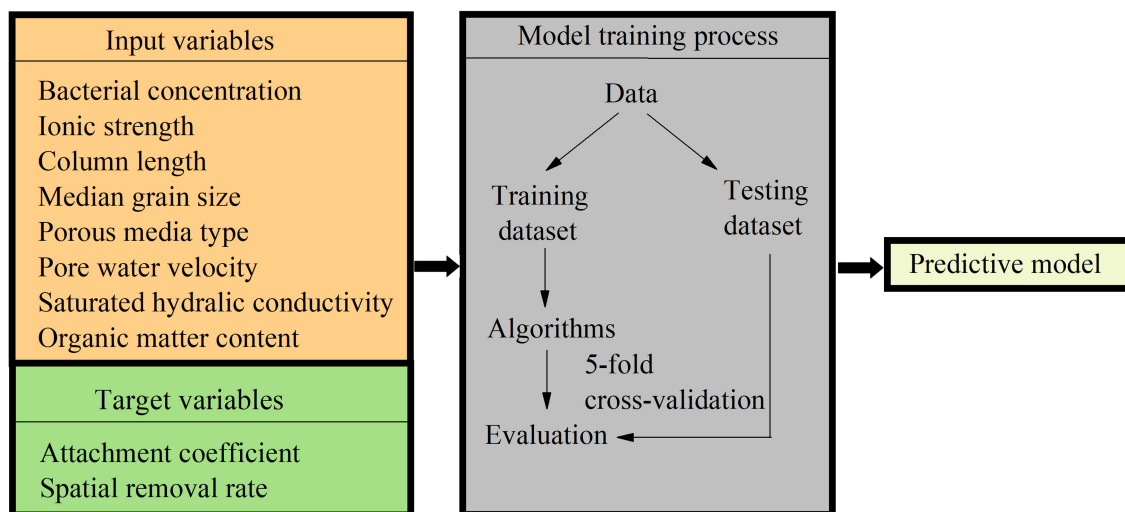 Input variables
Bacterial concentration
Ionic strength
Column length
Median grain size
Porous media type
Pore water velocity
Saturated hydralic conductivity
Organic matter content
Target variables
Attachment coefficient
Spatial removal rate
Model training process
Data
Training
dataset
Testing
dataset
Algorithms
5-fold
cross-validation
Evaluation
Predictive model